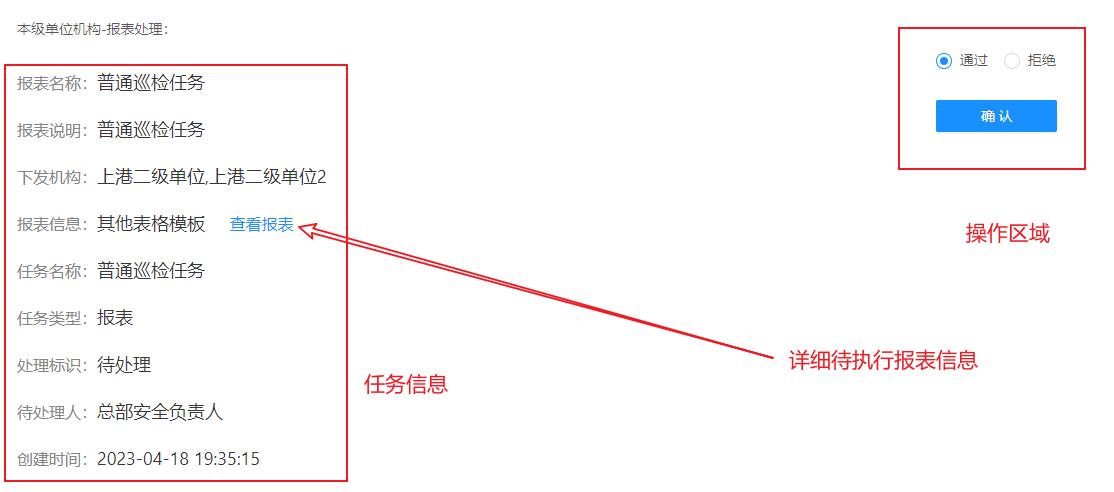 本级单位机构-报表处理：
通过 拒绝
确 认
操作区域
报表名称：普通巡检任务
报表说明：普通巡检任务
下发机构：上港二级单位,上港二级单位2
报表信息：其他表格模板 查看报表
任务名称：普通巡检任务
任务类型：报表
处理标识：待处理
待处理人：总部安全负责人
创建时间：2023-04-18 19:35:15
任务信息
详细待执行报表信息